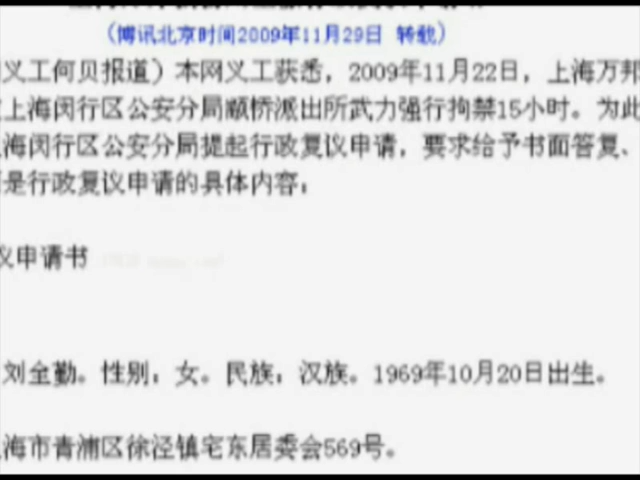 (博讯北京时间2009年11月29日 转载)
义工何贝报道)本网义工获悉，2009年11月22日，上海万邦
上海闵行区公安分局颛桥派出所武力强行拘禁15小时。为此
海闵行区公安分局提起行政复议申请，要求给予书面答复、
是行政复议申请的具体内容：
议申请书
刘全勤。性别：女。民族：汉族。1969年10月20日出生。
海市青浦区徐泾镇宅东居委会569号。